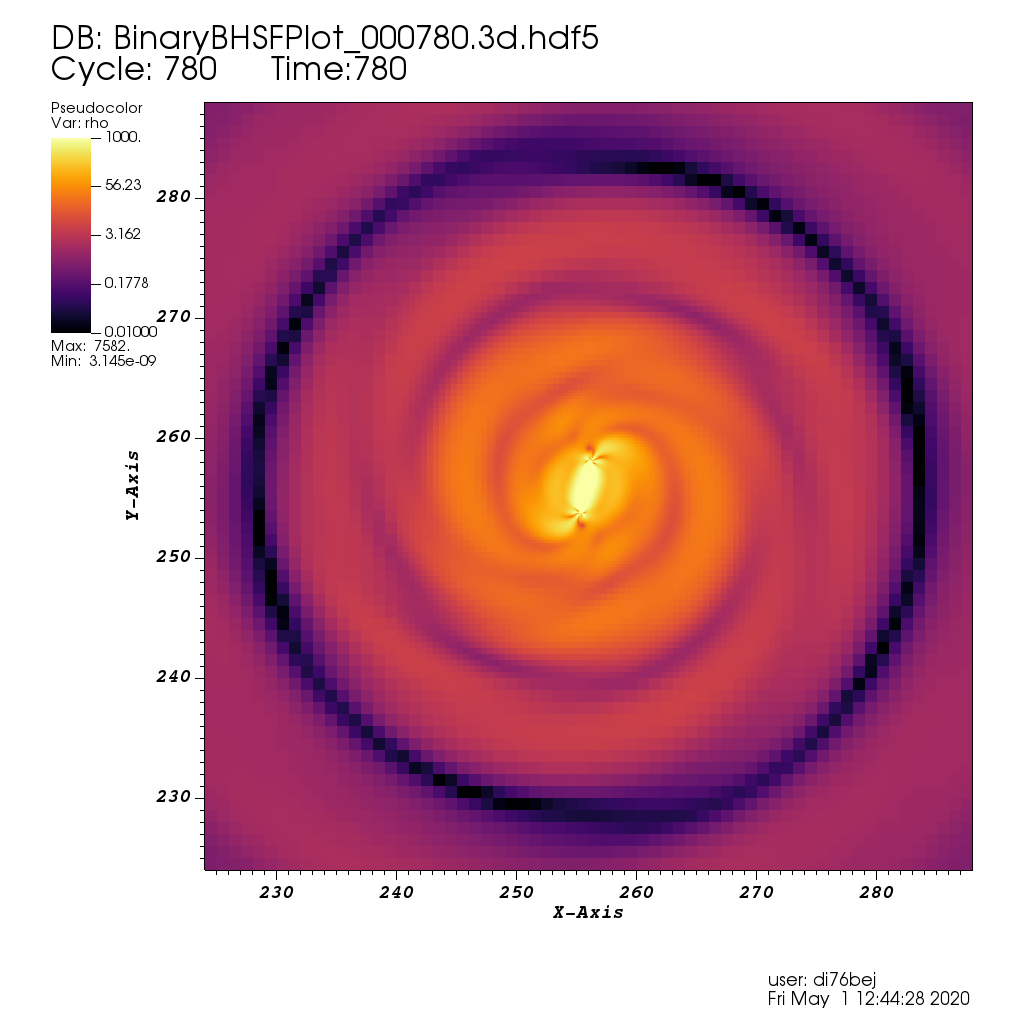 DB: BinaryBHSFPlot_000780.3d.hdf5
Cycle: 780 Time:780
Pseudocolor
Var: rho
1000.
56.23
3.162
0.1778
0.01000
Max: 7582.
Min: 3.145e-09
280
270
260
250
240
230
Y-Axis
230 240 250 260 270 280
X-Axis
user: di76bej
Fri May 1 12:44:28 2020